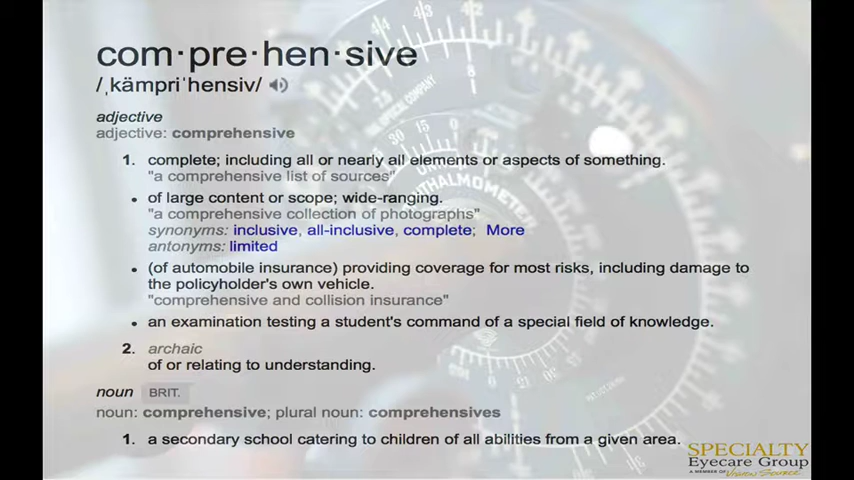 com·pre·hen·sive
/ˌkämpriˈhensiv/
adjective
adjective: comprehensive
1. complete; including all or nearly all elements or aspects of something.
"a comprehensive list of sources"
• of large content or scope; wide-ranging.
"a comprehensive collection of photographs"
synonyms: inclusive, all-inclusive, complete; More
antonyms: limited
• (of automobile insurance) providing coverage for most risks, including damage to
the policyholder's own vehicle.
"comprehensive and collision insurance"
• an examination testing a student's command of a special field of knowledge.
2. archaic
of or relating to understanding.
noun BRIT.
noun: comprehensive; plural noun: comprehensives
1. a secondary school catering to children of all abilities from a given area.
SPECIALTY
Eyecare Group
A MEMBER OF Vision Source